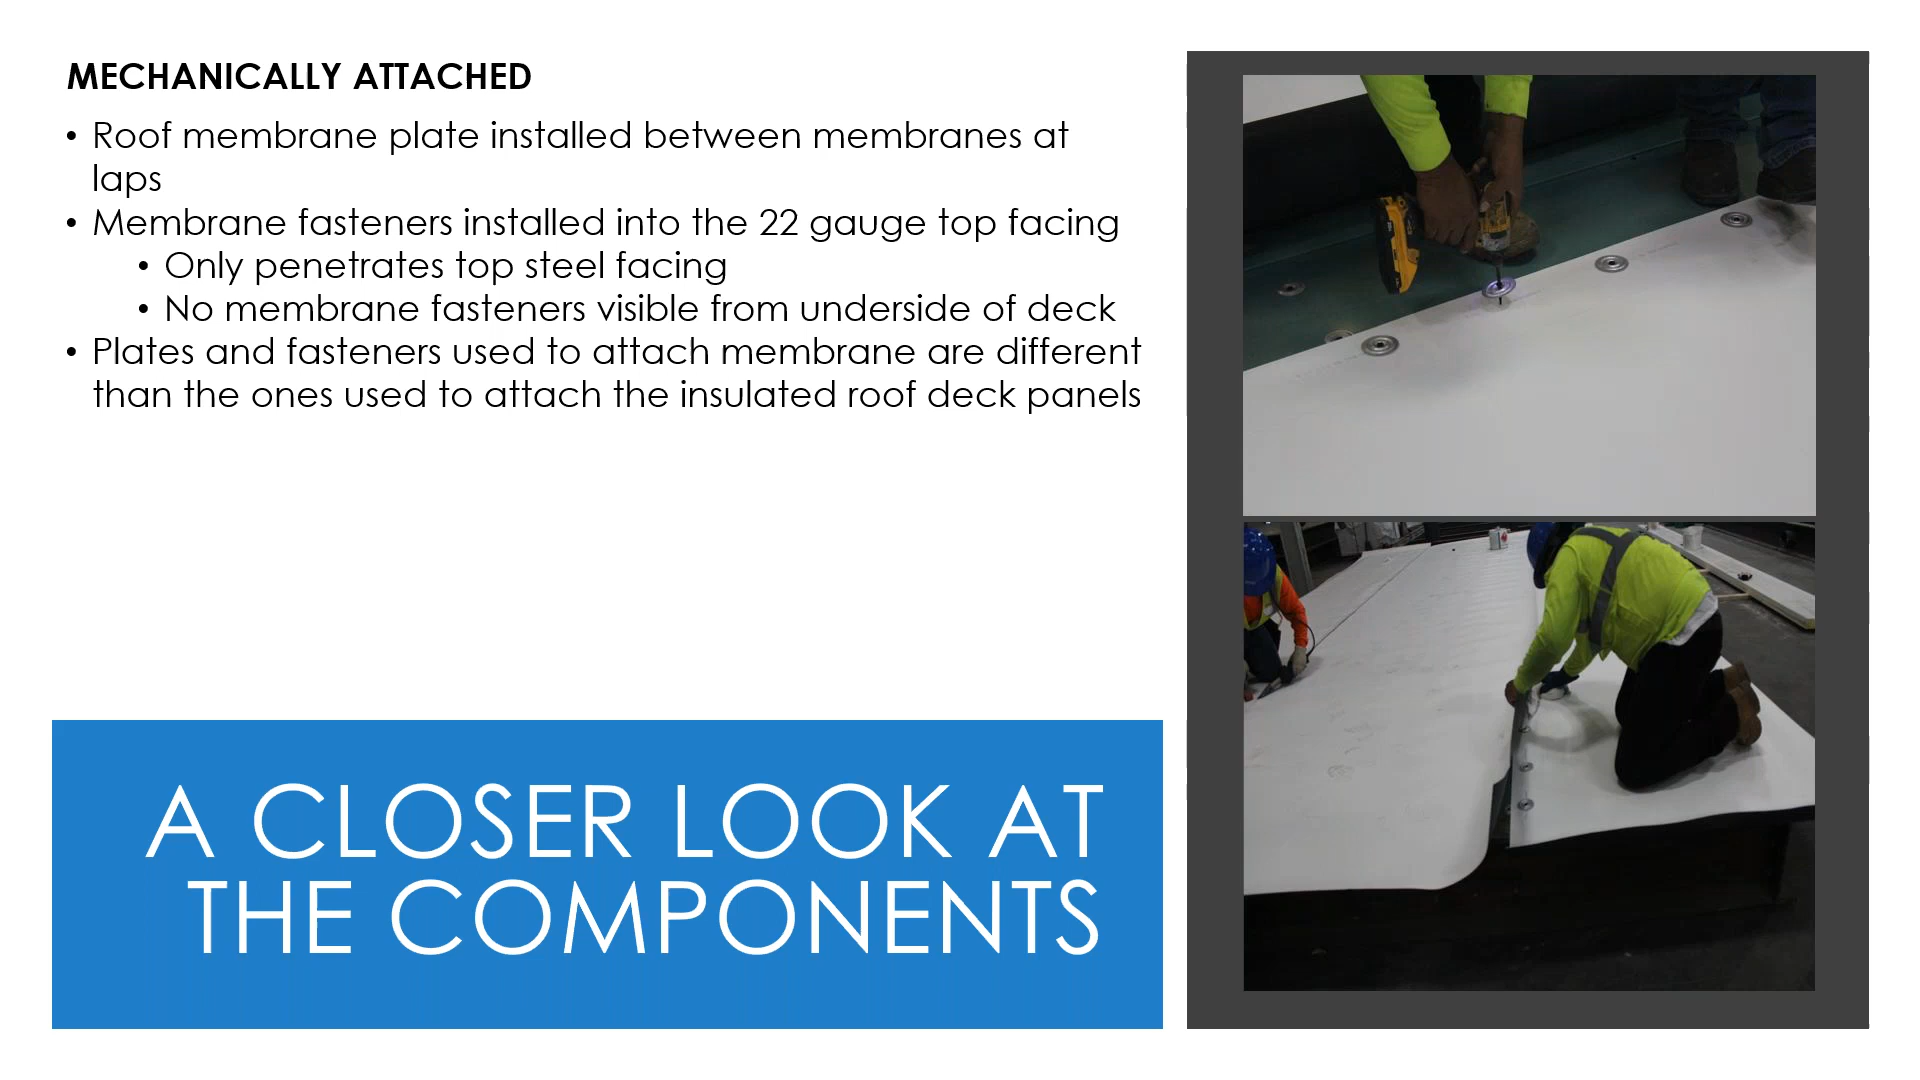 MECHANICALLY ATTACHED
• Roof membrane plate installed between membranes at
laps
• Membrane fasteners installed into the 22 gauge top facing
• Only penetrates top steel facing
• No membrane fasteners visible from underside of deck
• Plates and fasteners used to attach membrane are different
than the ones used to attach the insulated roof deck panels
A CLOSER LOOK AT
THE COMPONENTS